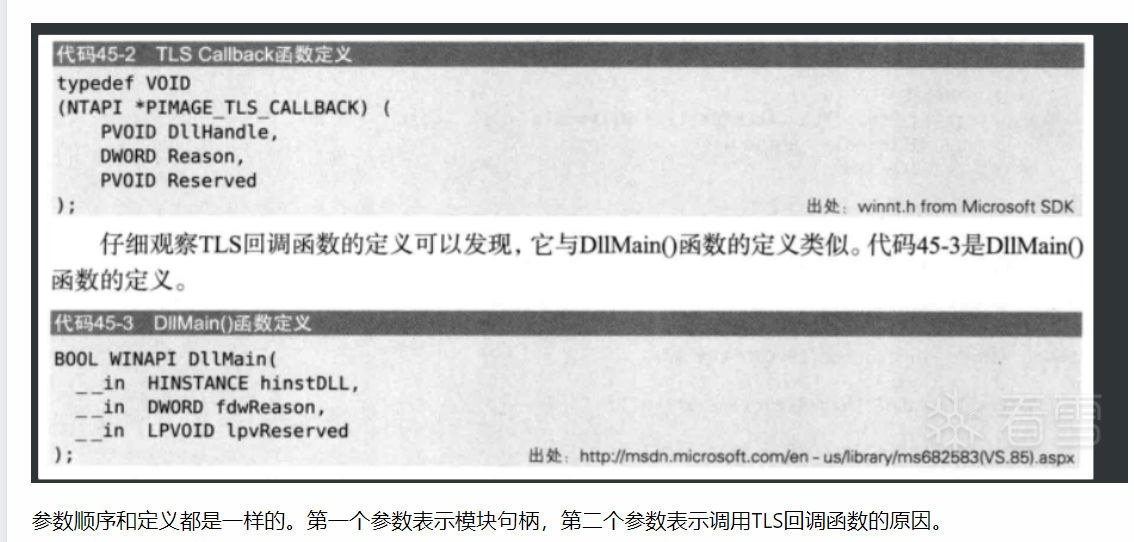 代码45-2 TLS Callback函数定义
typedef VOID
(NTAPI *PIMAGE_TLS_CALLBACK) (
PVOID DllHandle,
DWORD Reason,
PVOID Reserved
);
出处：winnt.h from Microsoft SDK
仔细观察TLS回调函数的定义可以发现，它与DllMain()函数的定义类似。代码45-3是DllMain()
函数的定义。
代码45-3 DllMain()函数定义
BOOL WINAPI DllMain(
__in HINSTANCE hinstDLL,
__in DWORD fdwReason,
__in LPVOID lpvReserved
);
出处：http://msdn.microsoft.com/en-us/library/ms682583(VS.85).aspx
看雪
参数顺序和定义都是一样的。第一个参数表示模块句柄，第二个参数表示调用TLS回调函数的原因。